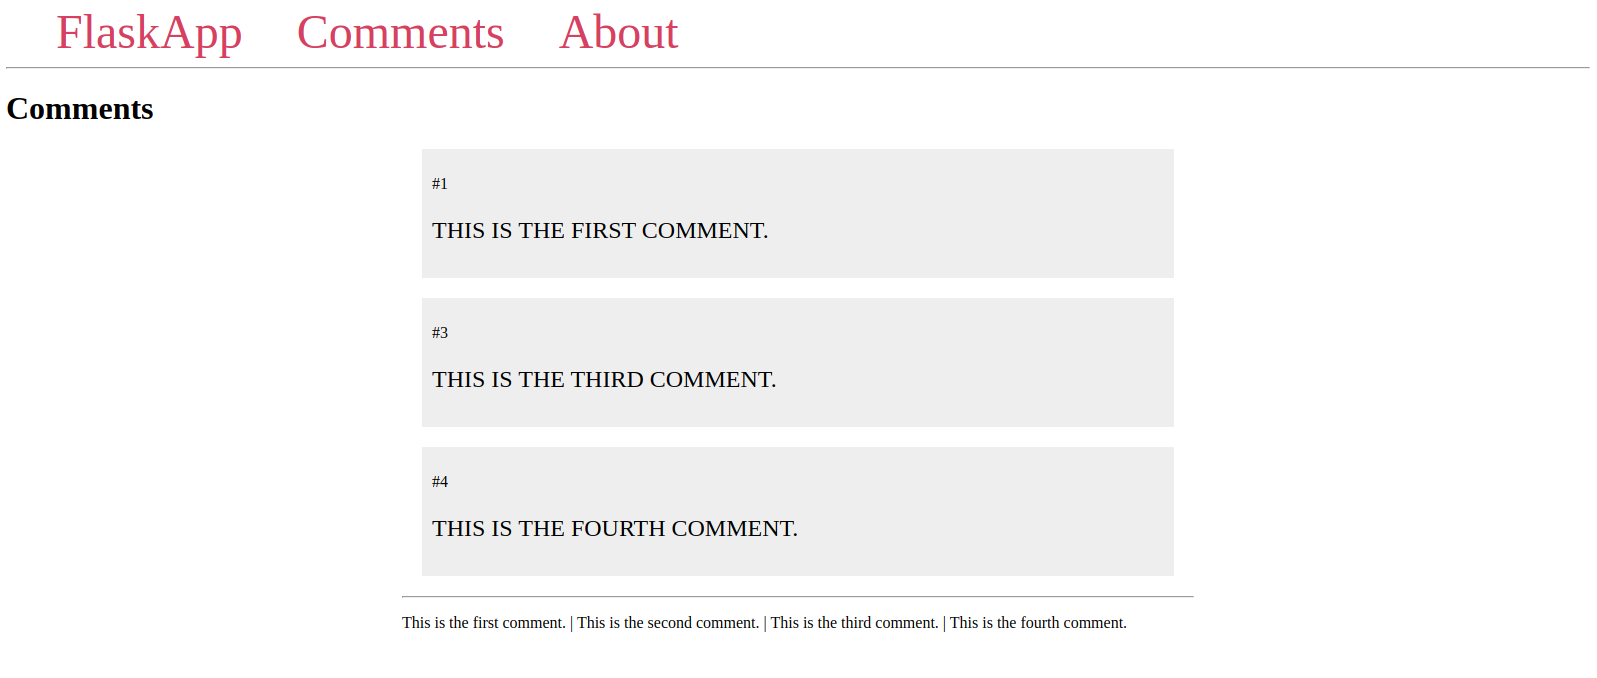 FlaskApp Comments About
Comments
#1
THIS IS THE FIRST COMMENT.
#3
THIS IS THE THIRD COMMENT.
#4
THIS IS THE FOURTH COMMENT.
This is the first comment. | This is the second comment. | This is the third comment. | This is the fourth comment.